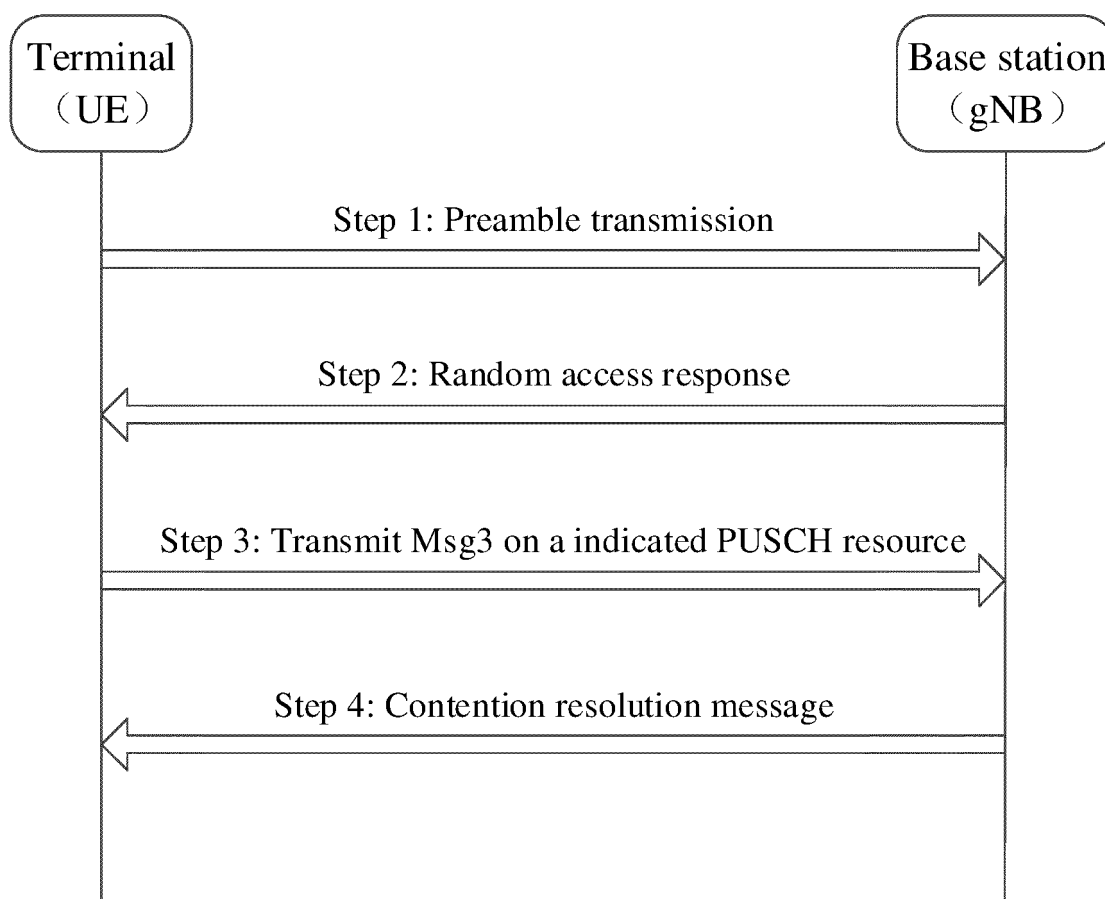 Terminal
（UE）
Base station
（gNB）
Step 1: Preamble transmission
Step 2: Random access response
Step 3: Transmit Msg3 on a indicated PUSCH resource
Step 4: Contention resolution message